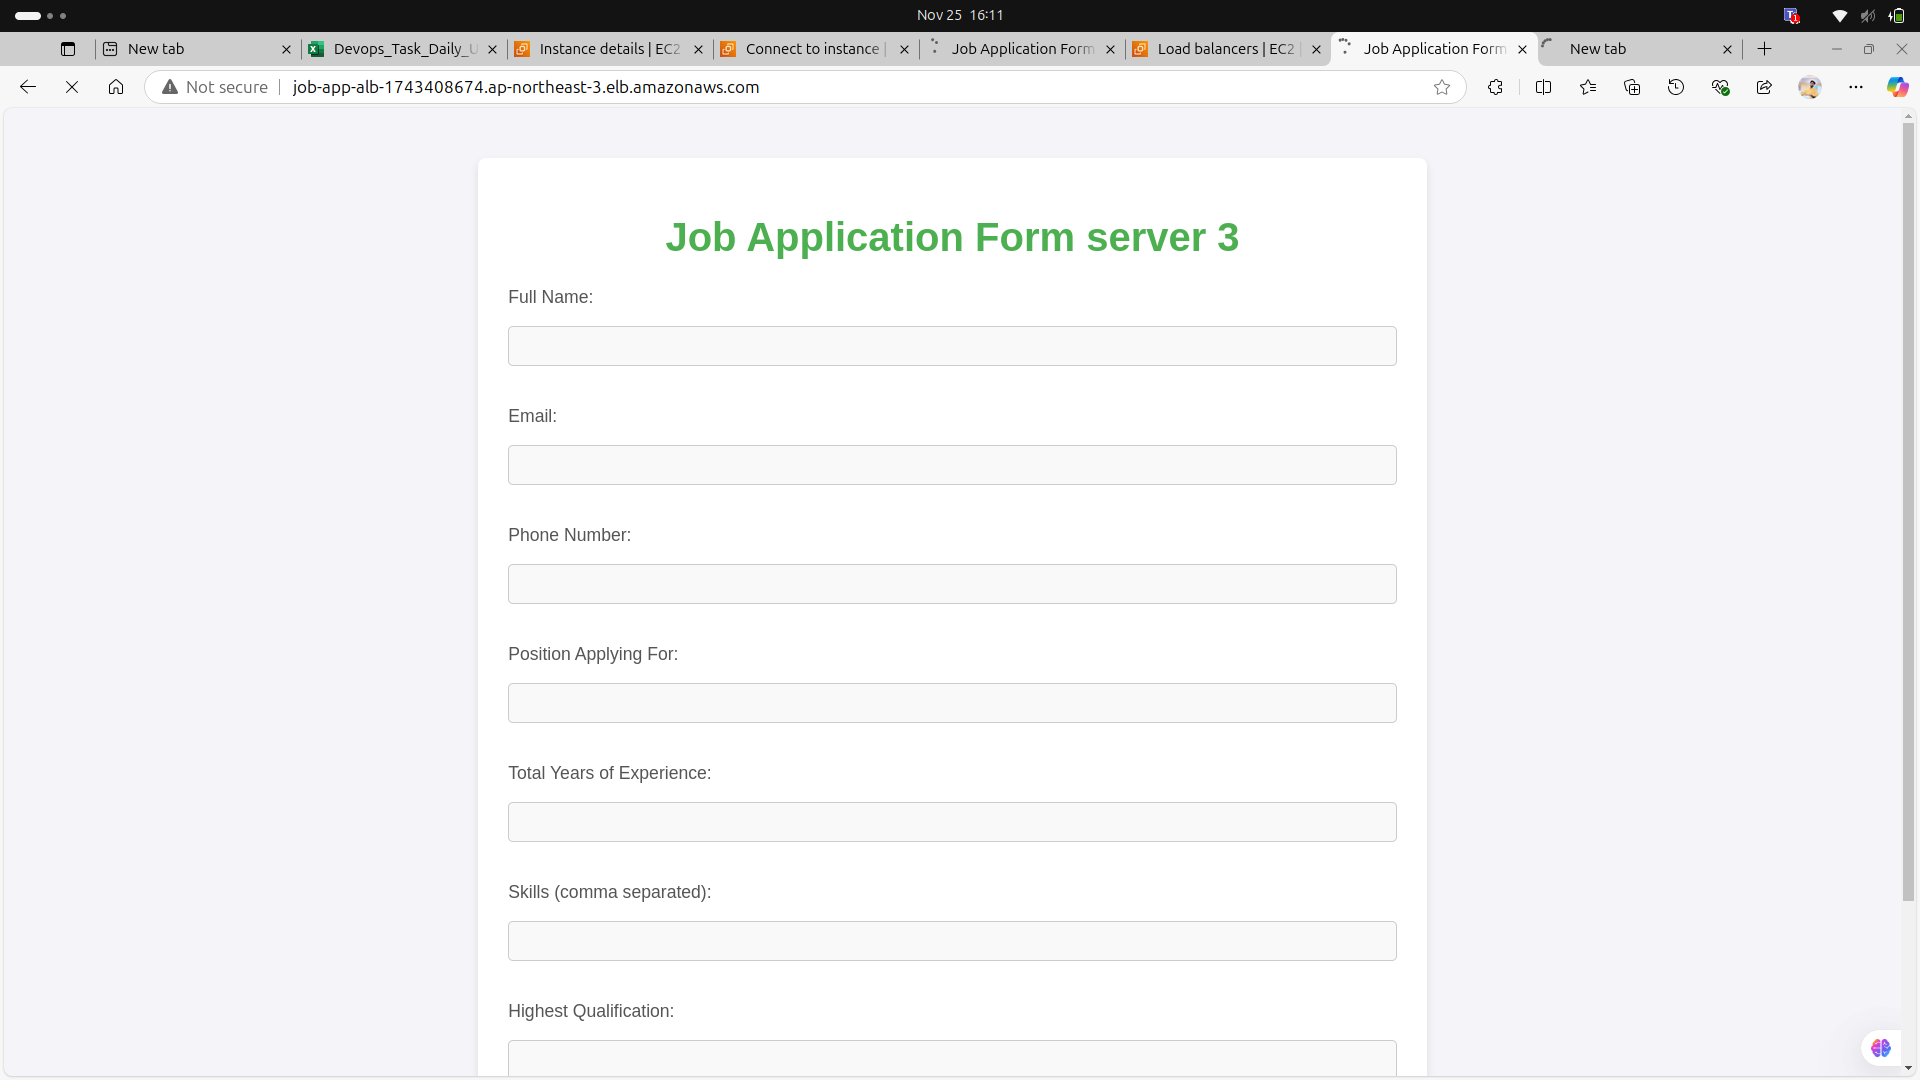 Nov 25 16:11
New tab
Devops_Task_Daily_U
Instance details | EC2
Connect to instance |
Job Application Form
Load balancers | EC2 |
Job Application Form
New tab
Not secure
job-app-alb-1743408674.ap-northeast-3.elb.amazonaws.com
Job Application Form server 3
Full Name:
Email:
Phone Number:
Position Applying For:
Total Years of Experience:
Skills (comma separated):
Highest Qualification: